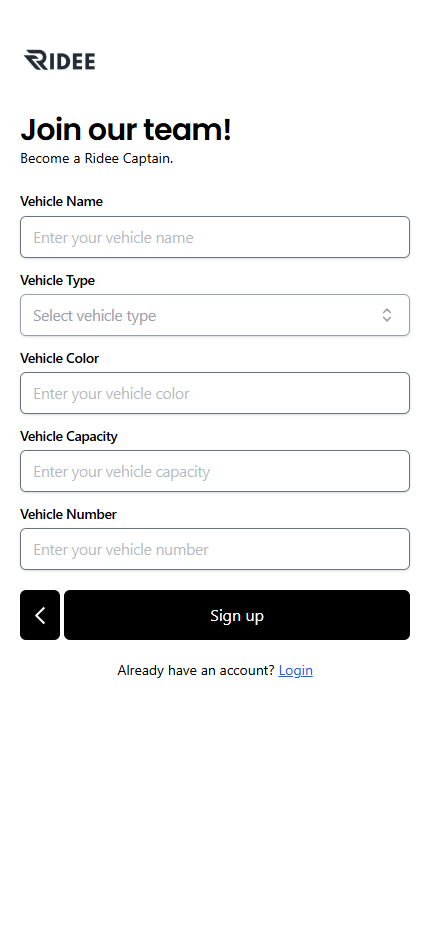 RIDEE
Join our team!
Become a Ridee Captain.
Vehicle Name
Enter your vehicle name
Vehicle Type
Select vehicle type
Vehicle Color
Enter your vehicle color
Vehicle Capacity
Enter your vehicle capacity
Vehicle Number
Enter your vehicle number
Sign up
Already have an account? Login